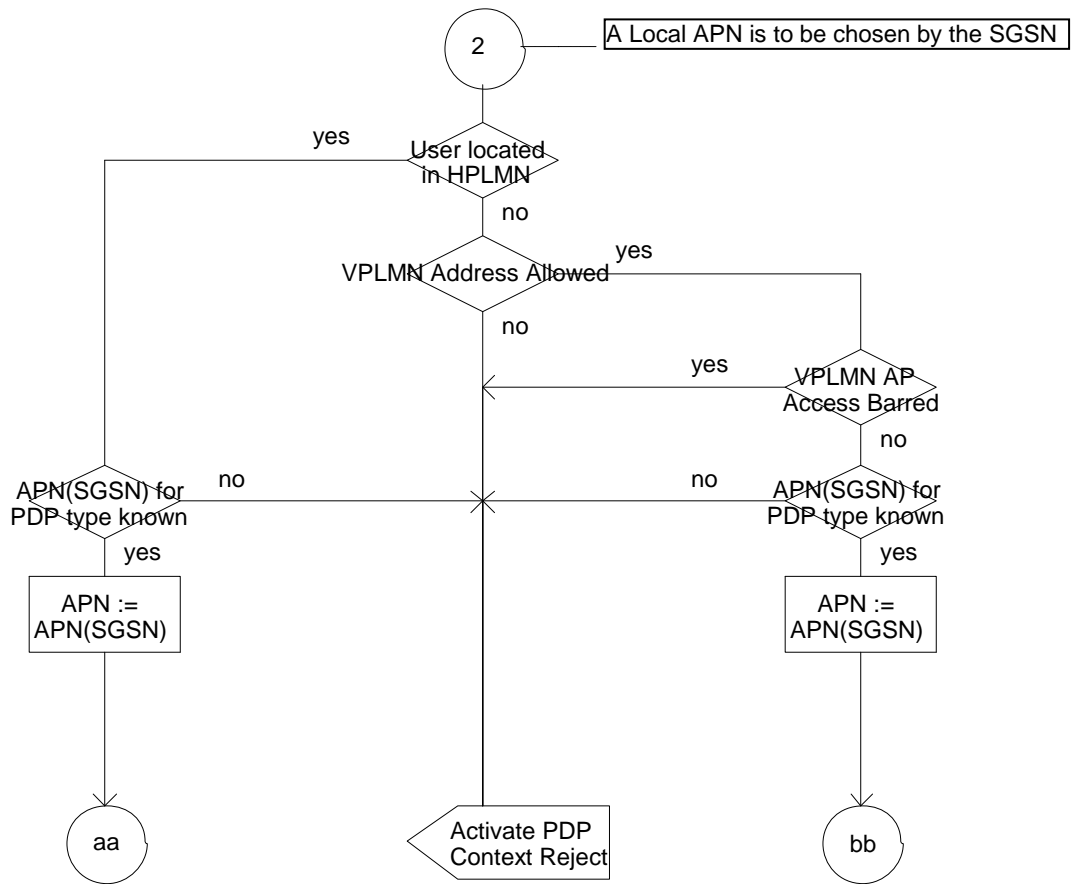 2
A Local APN is to be chosen by the SGSN
yes
User located
in HPLMN
no
VPLMN Address Allowed
yes
no
yes
VPLMN AP
Access Barred
no
APN(SGSN) for
PDP type known
no
no
APN(SGSN) for
PDP type known
yes
yes
APN :=
APN(SGSN)
APN :=
APN(SGSN)
aa
Activate PDP
Context Reject
bb